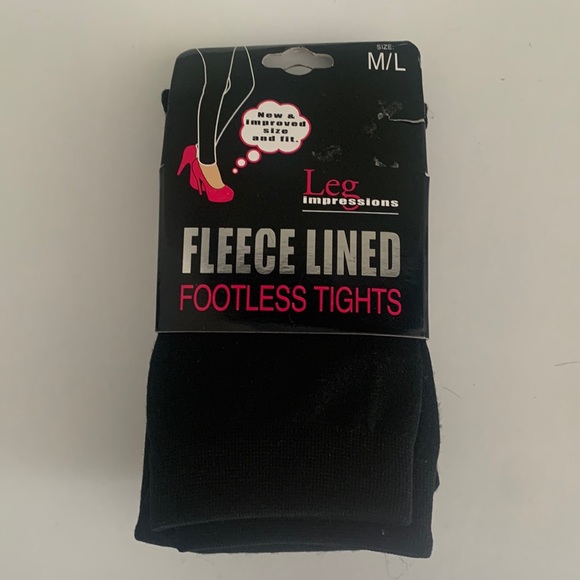 SIZE:
M/L
New &
improved
size
and fit.
Leg
impressions
FLEECE LINED
FOOTLESS TIGHTS